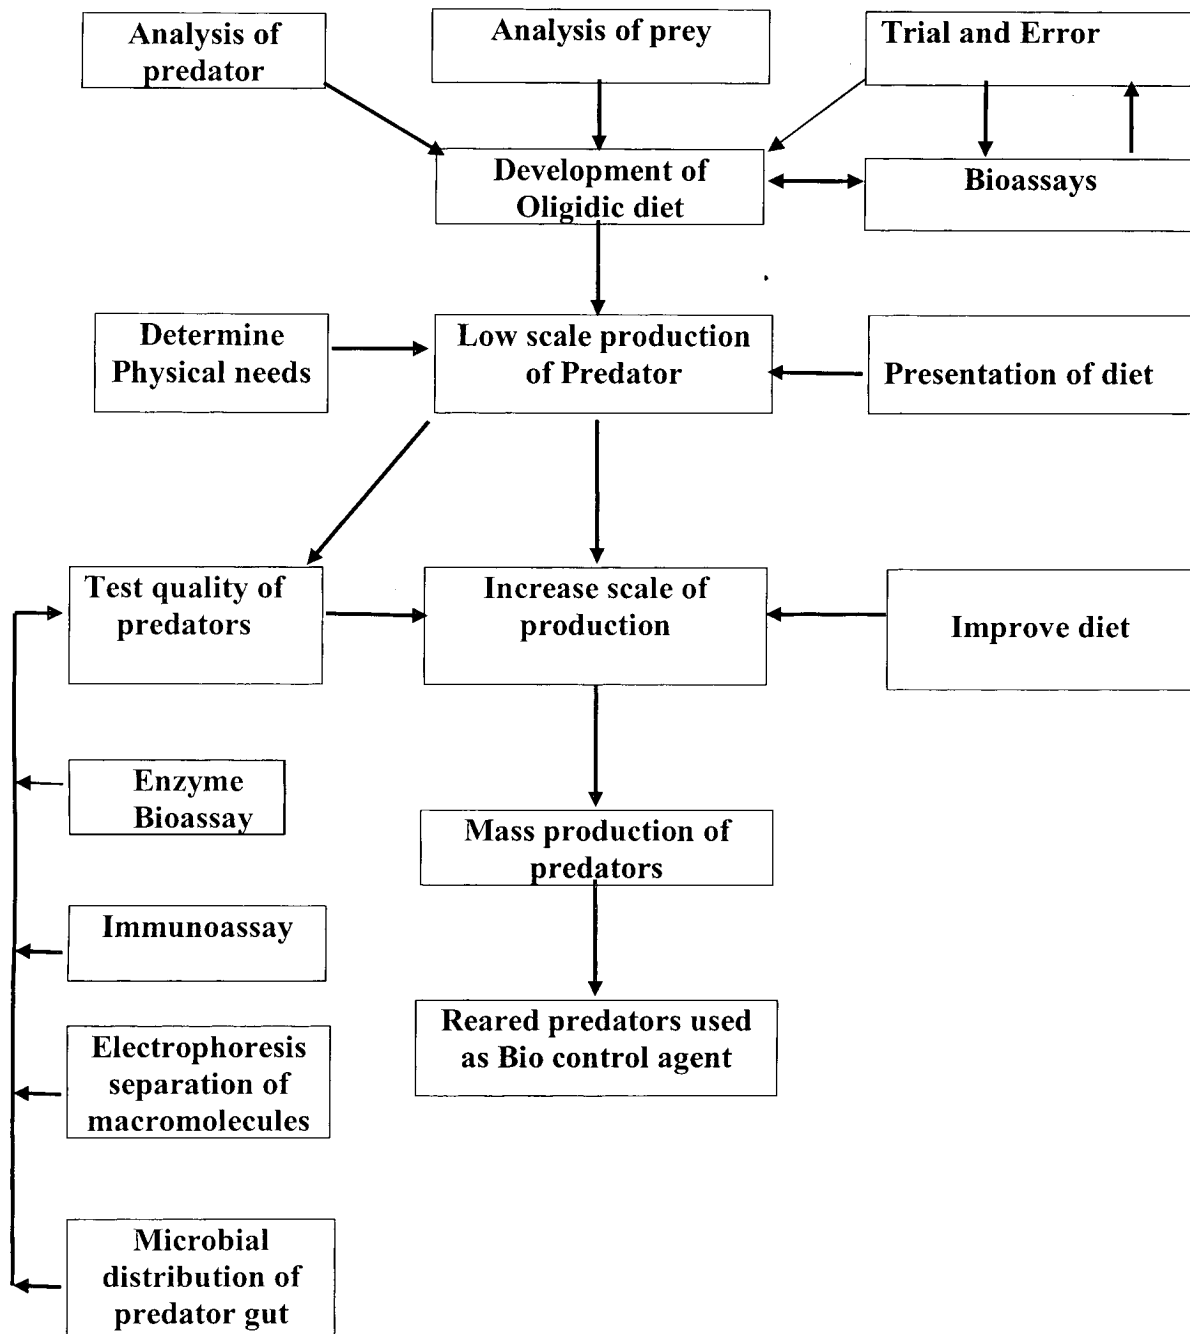 Analysis of
predator
Analysis of prey
Trial and Error
Development of
Oligidic diet
Bioassays
Determine
Physical needs
Low scale production
of Predator
Presentation of diet
Test quality of
predators
Increase scale of
production
Improve diet
Enzyme
Bioassay
Mass production of
predators
Immunoassay
Reared predators used
as Bio control agent
Electrophoresis
separation of
macromolecules
Microbial
distribution of
predator gut